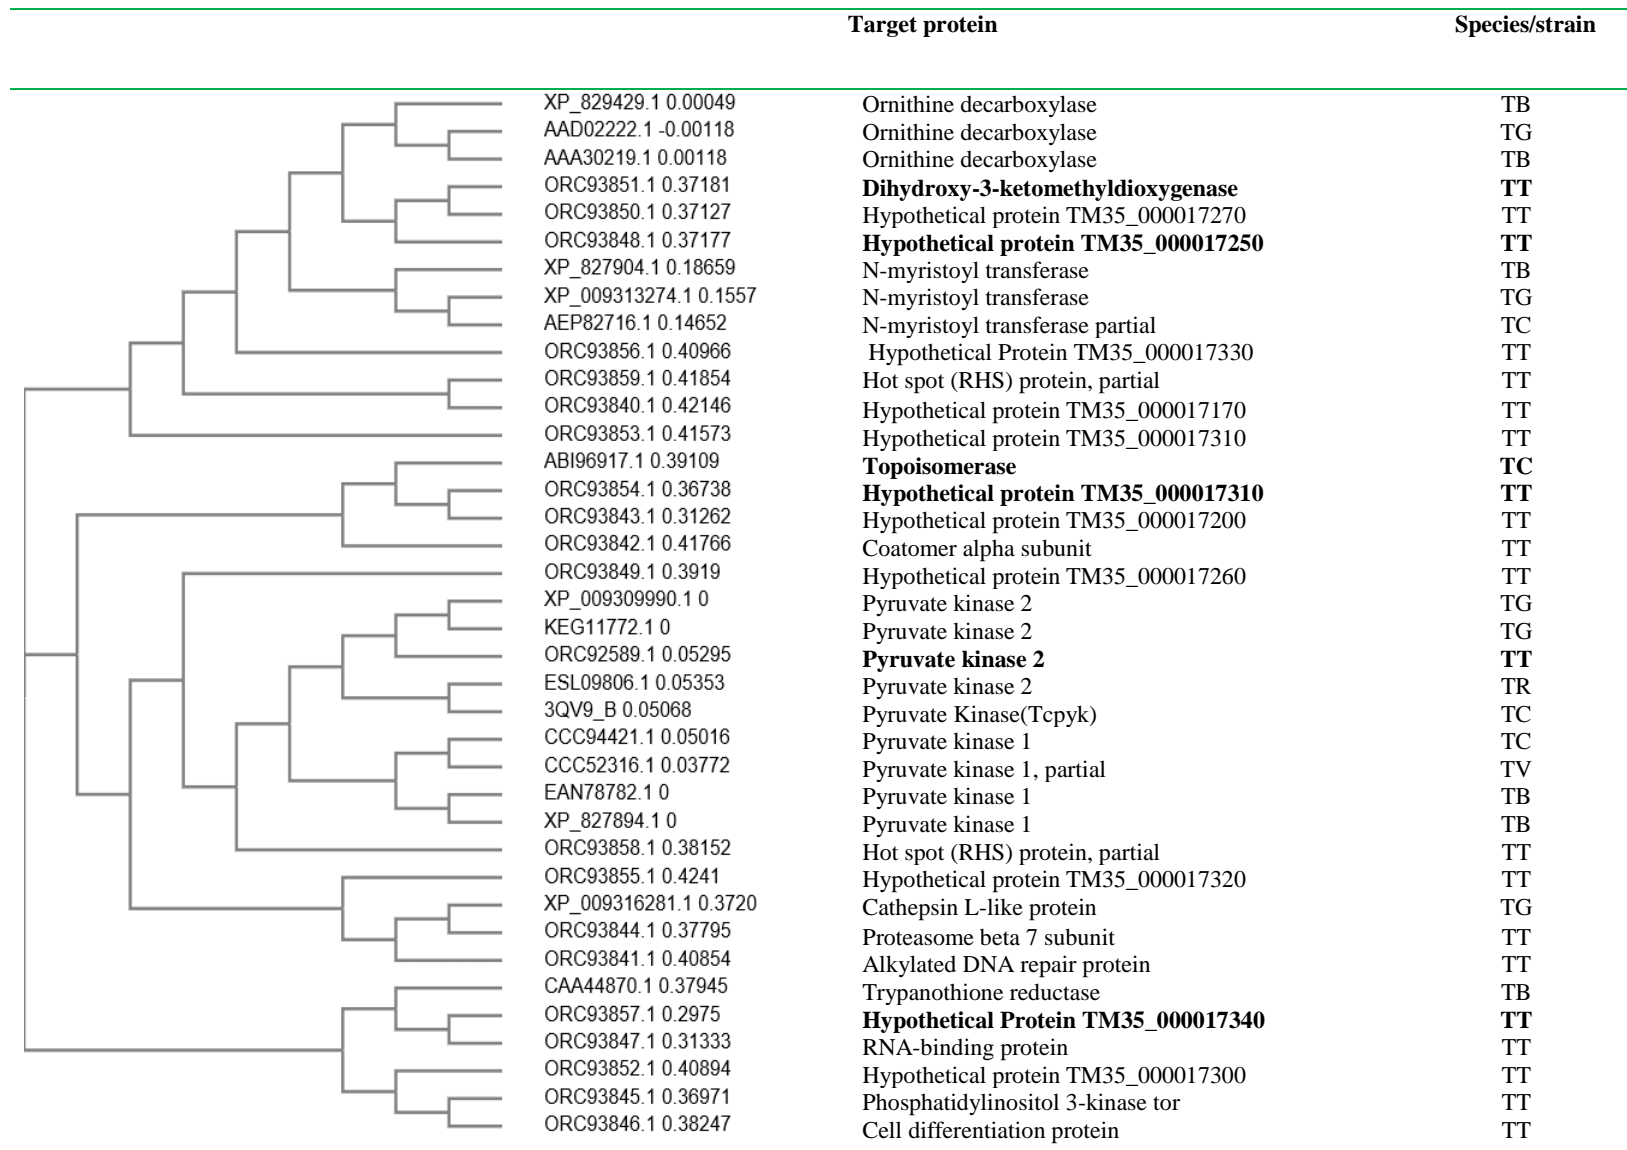 Target protein Species/strain
XP_829429.1 0.00049 Ornithine decarboxylase TB
AAD02222.1 -0.00118 Ornithine decarboxylase TG
AAA30219.1 0.00118 Ornithine decarboxylase TB
ORC93851.1 0.37181 Dihydroxy-3-ketomethyldioxygenase TT
ORC93850.1 0.37127 Hypothetical protein TM35_000017270 TT
ORC93848.1 0.37177 Hypothetical protein TM35_000017250 TT
XP_827904.1 0.18659 N-myristoyl transferase TB
XP_009313274.1 0.1557 N-myristoyl transferase TG
AEP82716.1 0.14652 N-myristoyl transferase partial TC
ORC93856.1 0.40966 Hypothetical Protein TM35_000017330 TT
ORC93859.1 0.41854 Hot spot (RHS) protein, partial TT
ORC93840.1 0.42146 Hypothetical protein TM35_000017170 TT
ORC93853.1 0.41573 Hypothetical protein TM35_000017310 TT
ABI96917.1 0.39109 Topoisomerase TC
ORC93854.1 0.36738 Hypothetical protein TM35_000017310 TT
ORC93843.1 0.31262 Hypothetical protein TM35_000017200 TT
ORC93842.1 0.41766 Coatomer alpha subunit TT
ORC93849.1 0.3919 Hypothetical protein TM35_000017260 TT
XP_009309990.1 0 Pyruvate kinase 2 TG
KEG11772.1 0 Pyruvate kinase 2 TG
ORC92589.1 0.05295 Pyruvate kinase 2 TT
ESL09806.1 0.05353 Pyruvate kinase 2 TR
3QV9_B 0.05068 Pyruvate Kinase(Tcpyk) TC
CCC94421.1 0.05016 Pyruvate kinase 1 TC
CCC52316.1 0.03772 Pyruvate kinase 1, partial TV
EAN78782.1 0 Pyruvate kinase 1 TB
XP_827894.1 0 Pyruvate kinase 1 TB
ORC93858.1 0.38152 Hot spot (RHS) protein, partial TT
ORC93855.1 0.4241 Hypothetical protein TM35_000017320 TT
XP_009316281.1 0.3720 Cathepsin L-like protein TG
ORC93844.1 0.37795 Proteasome beta 7 subunit TT
ORC93841.1 0.40854 Alkylated DNA repair protein TT
CAA44870.1 0.37945 Trypanothione reductase TB
ORC93857.1 0.2975 Hypothetical Protein TM35_000017340 TT
ORC93847.1 0.31333 RNA-binding protein TT
ORC93852.1 0.40894 Hypothetical protein TM35_000017300 TT
ORC93845.1 0.36971 Phosphatidylinositol 3-kinase tor TT
ORC93846.1 0.38247 Cell differentiation protein TT